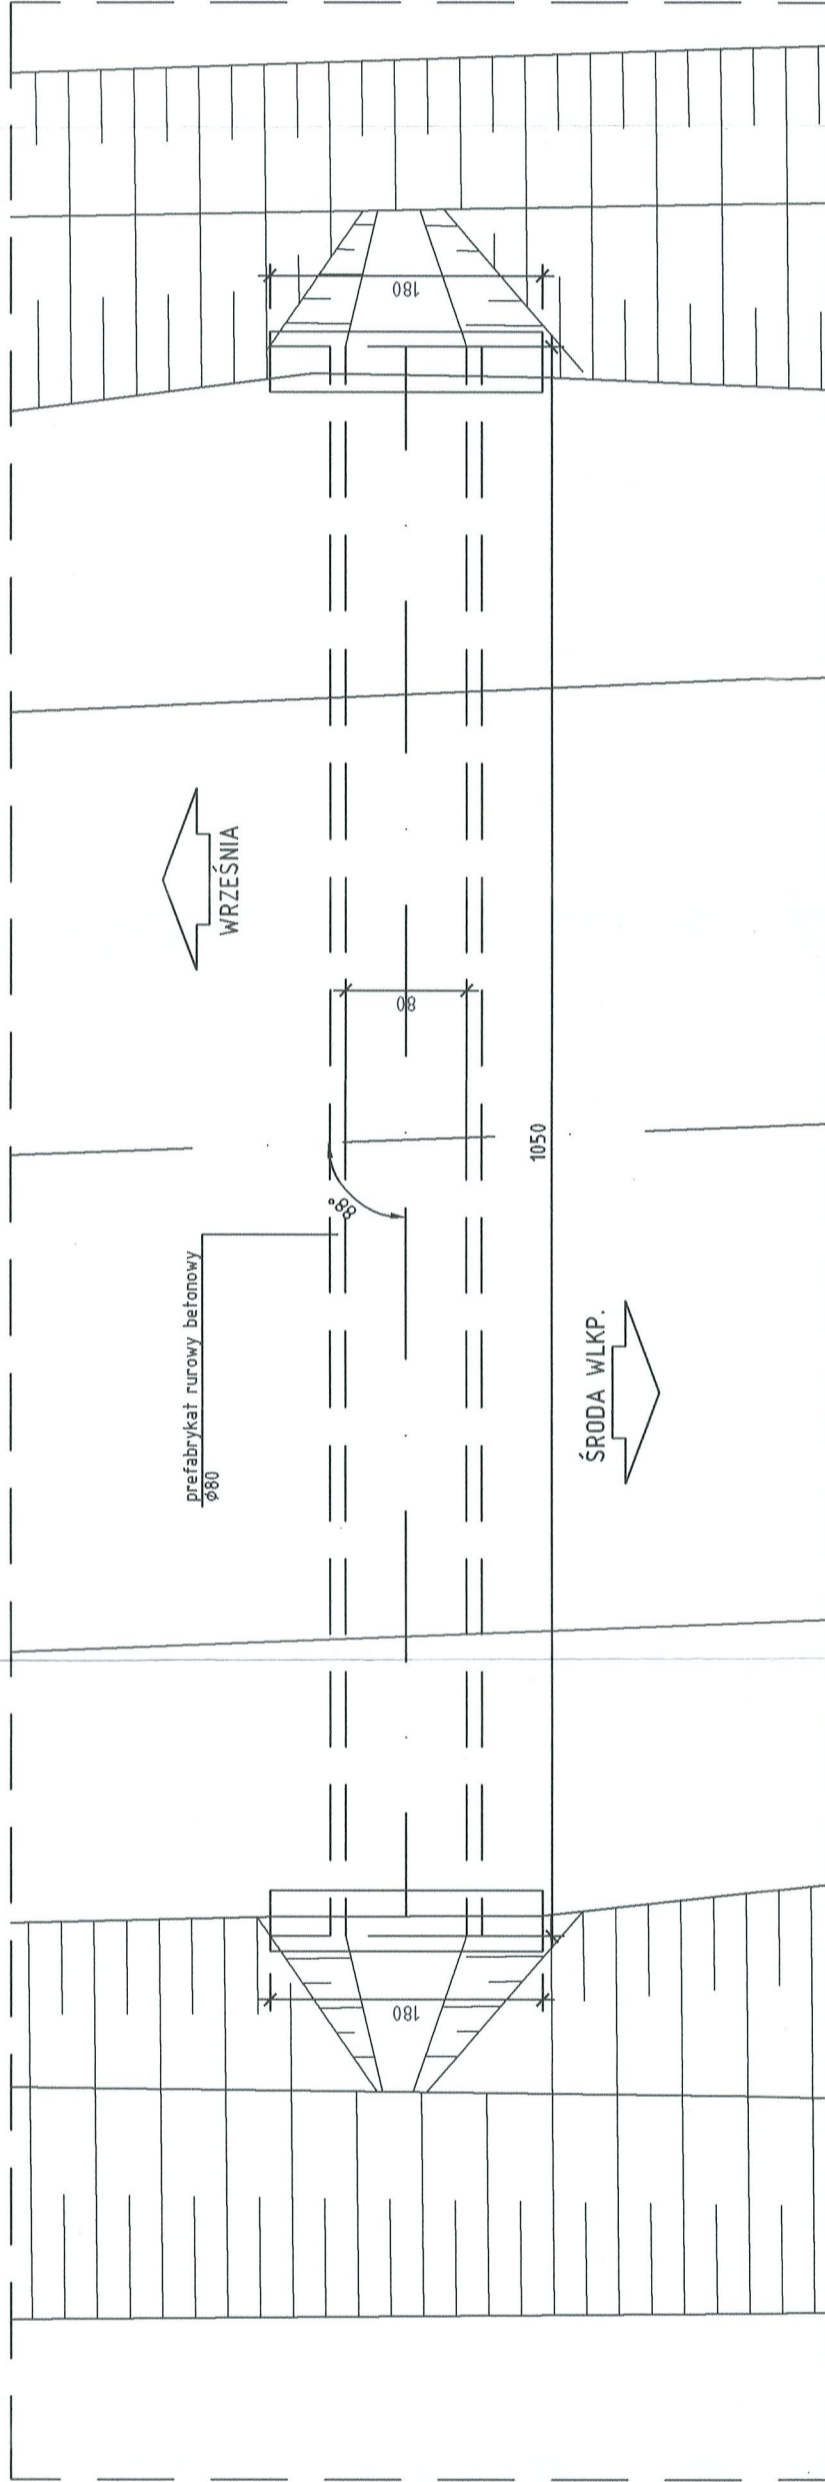 180
WRZEŚNIA
80
1050
88°
prefabrykat rurowy betonowy
ϕ80
ŚRODA WLKP.
180